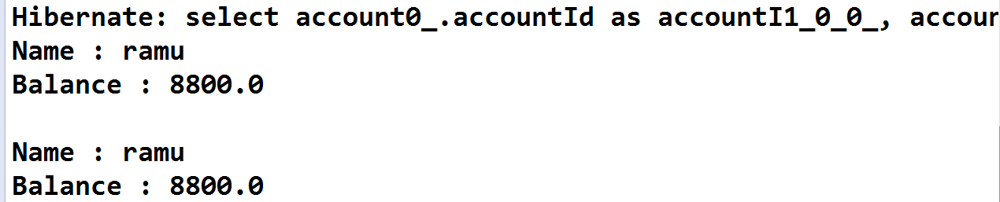 Hibernate: select account0_.accountId as accountI1_0_0_, accour
Name : ramu
Balance : 8800.0
Name : ramu
Balance : 8800.0